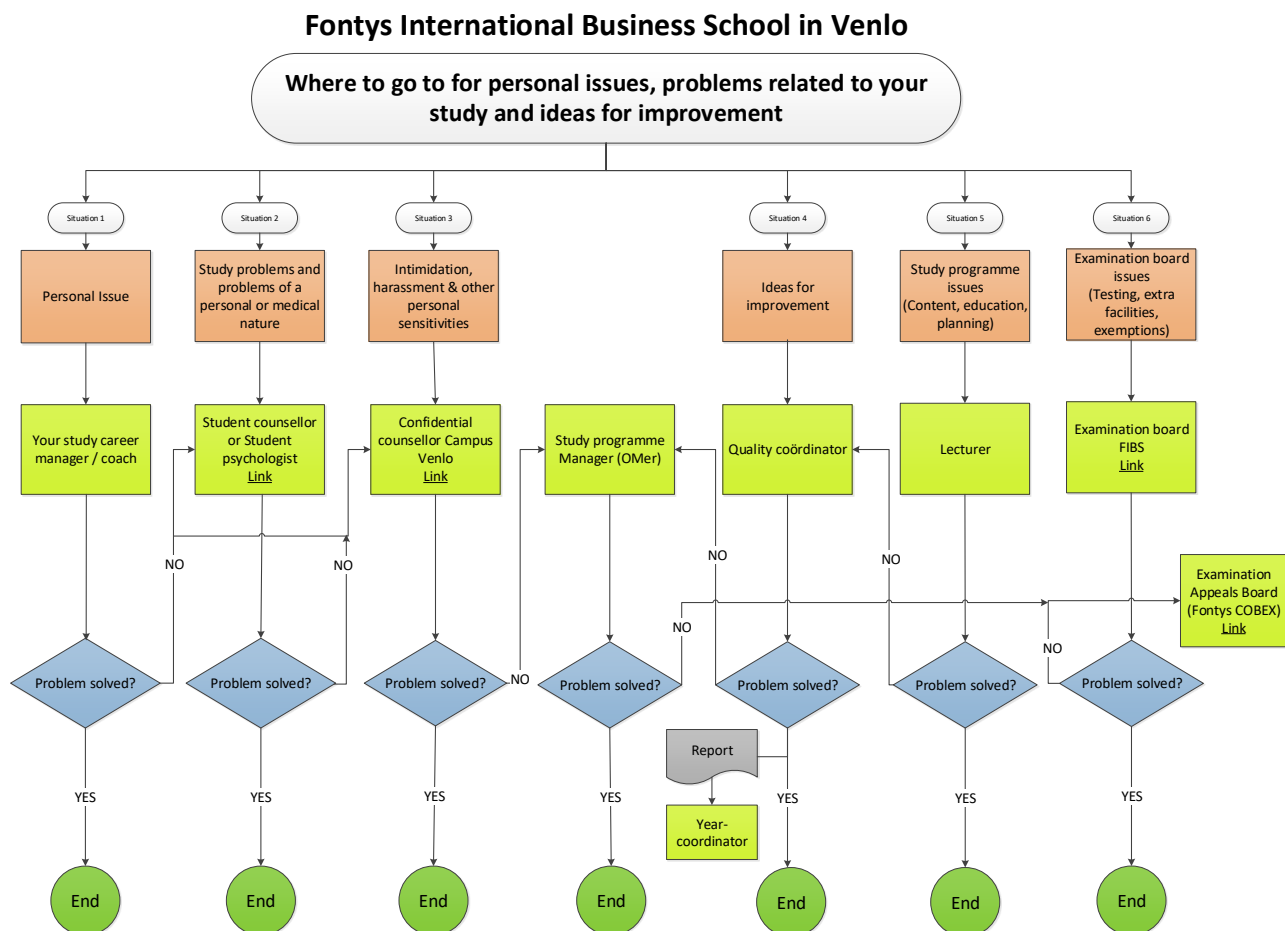 Fontys International Business School in Venlo
Where to go to for personal issues, problems related to your
study and ideas for improvement
Situation 1
Situation 2
Situation 3
Situation 4
Situation 5
Situation 6
Personal Issue
Study problems and
problems of a
personal or medical
nature
Intimidation,
harassment & other
personal
sensitivities
Ideas for
improvement
Study programme
issues
(Content, education,
planning)
Examination board
issues
(Testing, extra
facilities,
exemptions)
Your study career
manager / coach
Student counsellor
or Student
psychologist
Link
Confidential
counsellor Campus
Venlo
Link
Study programme
Manager (OMer)
Quality coördinator
Lecturer
Examination board
FIBS
Link
NO
NO
NO
NO
NO
NO
NO
Examination
Appeals Board
(Fontys COBEX)
Link
Problem solved?
Problem solved?
Problem solved?
Problem solved?
Problem solved?
Problem solved?
Problem solved?
Report
Year-
coordinator
YES
YES
YES
YES
YES
YES
YES
End
End
End
End
End
End
End